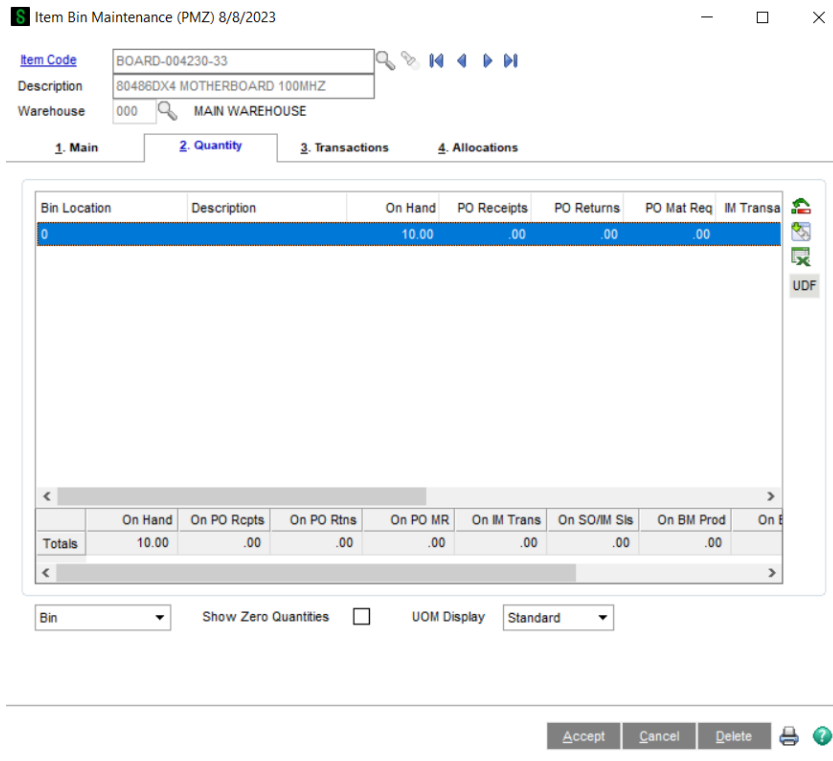 S Item Bin Maintenance (PMZ) 8/8/2023
Item Code BOARD-004230-33
Description 80486DX4 MOTHERBOARD 100MHZ
Warehouse 000 MAIN WAREHOUSE
1. Main 2. Quantity 3. Transactions 4. Allocations
Bin Location Description On Hand PO Receipts PO Returns PO Mat Req IM Transa
0 10.00 .00 .00 .00
UDF
On Hand On PO Rcpts On PO Rtns On PO MR On IM Trans On SO/IM Sls On BM Prod On
Totals 10.00 .00 .00 .00 .00 .00 .00
Bin Show Zero Quantities UOM Display Standard
Accept Cancel Delete ?